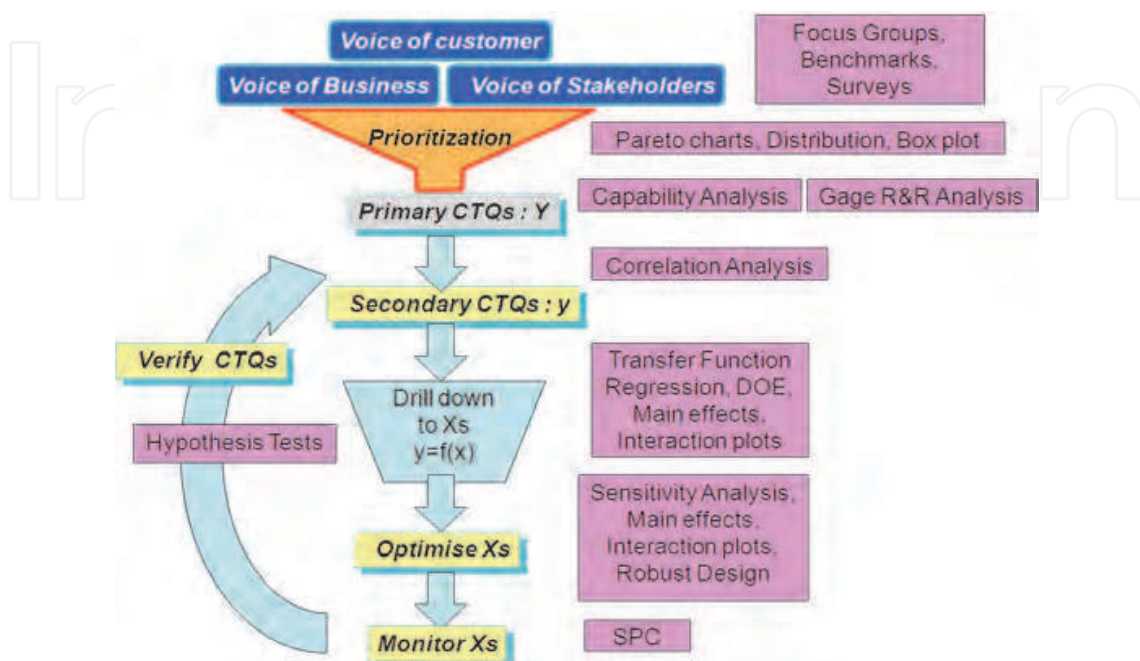 Voice of customer
Voice of Business
Voice of Stakeholders
Focus Groups,
Benchmarks,
Surveys
Prioritization
Pareto charts, Distribution, Box plot
Primary CTQs : Y
Capability Analysis
Gage R&R Analysis
Correlation Analysis
Secondary CTQs : y
Verify CTQs
Hypothesis Tests
Drill down
to Xs
y=f(x)
Transfer Function
Regression, DOE,
Main effects,
Interaction plots
Optimise Xs
Sensitivity Analysis,
Main effects,
Interaction plots,
Robust Design
Monitor Xs
SPC